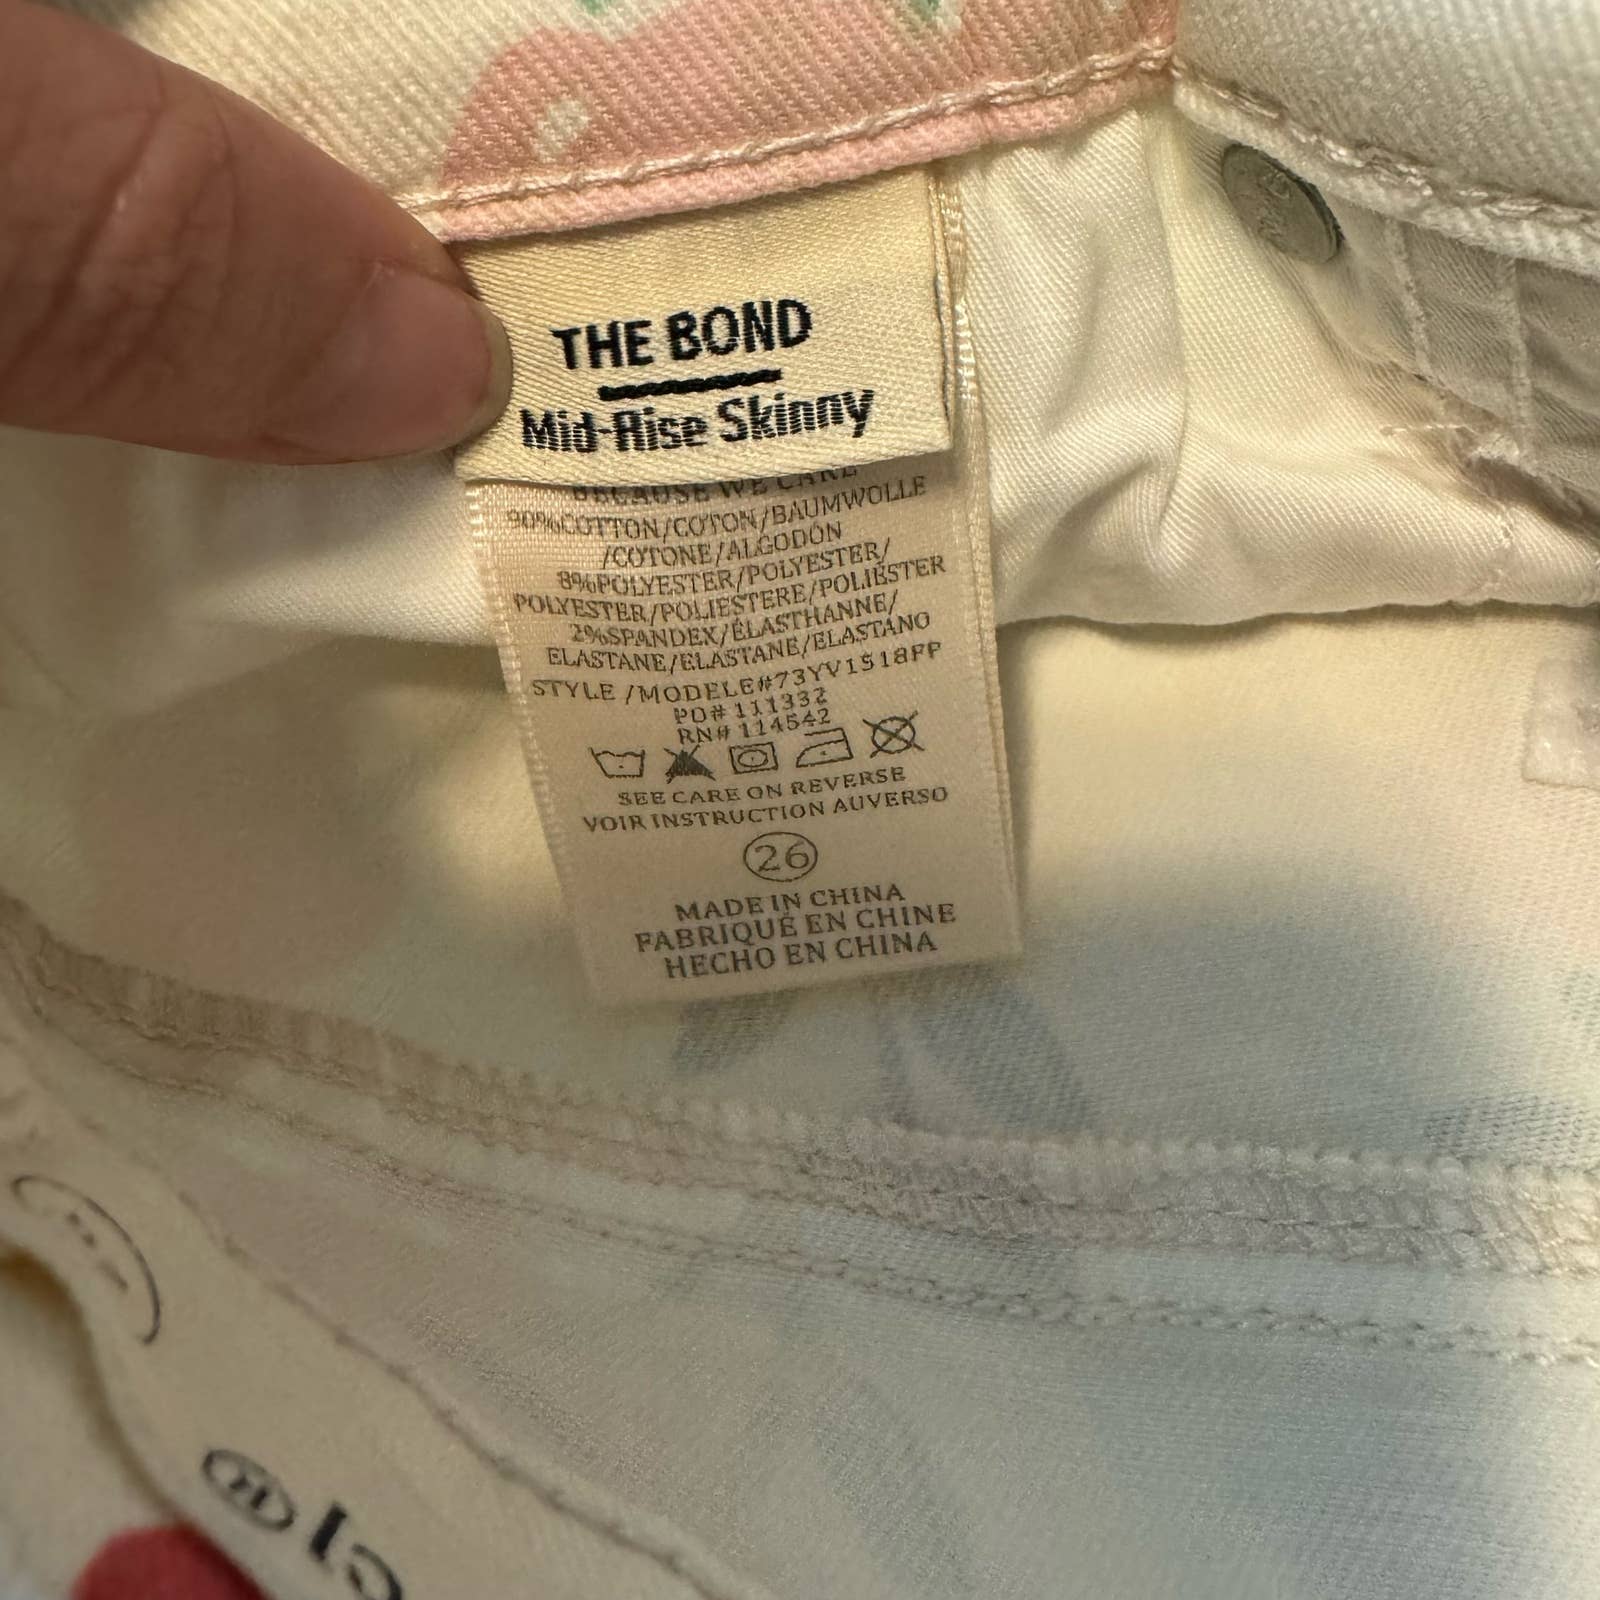 THE BOND
Mid-Rise Skinny
BECAUSE WE CARE
90%COTTON/COTON/BAUMWOLLE
/COTONE/ALGODÓN
8%POLYESTER/POLYESTER/
POLYESTER/POLIESTERE/POLIÉSTER
2%SPANDEX/ÉLASTHANNE/
ELASTANE/ELASTANE/ELASTANO
STYLE /MODELE#73YV1518FP
PO# 111332
RN# 114542
SEE CARE ON REVERSE
VOIR INSTRUCTION AUVERSO
26
MADE IN CHINA
FABRIQUÉ EN CHINE
HECHO EN CHINA